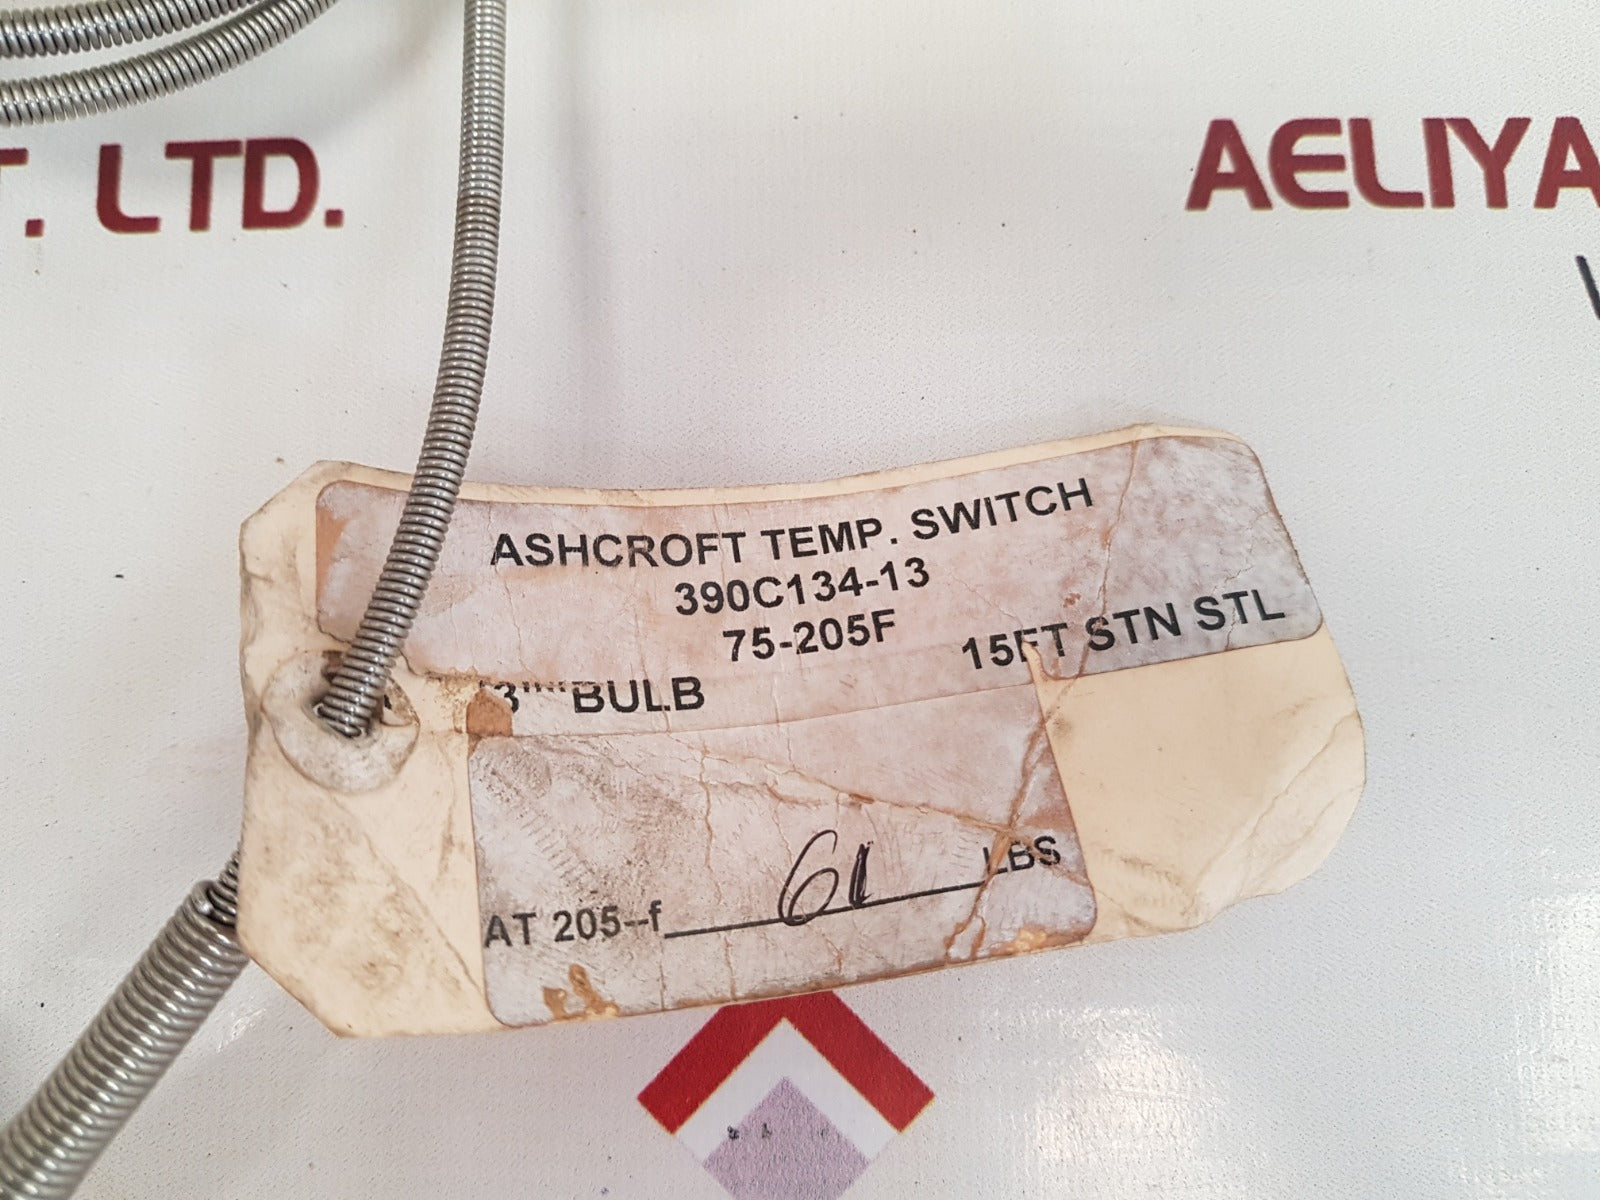 T. LTD.
AELIYA
ASHCROFT TEMP. SWITCH
390C134-13
75-205F
15FT STN STL
3"" BULB
AT 205--f 61 LBS